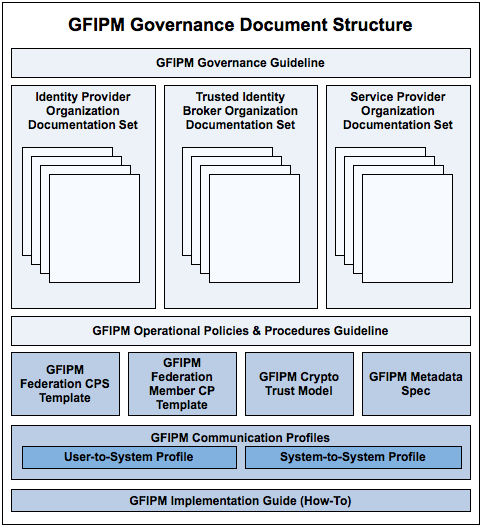 GFIPM Governance Document Structure
GFIPM Governance Guideline
Identity Provider
Organization
Documentation Set
Trusted Identity
Broker Organization
Documentation Set
Service Provider
Organization
Documentation Set
GFIPM Operational Policies & Procedures Guideline
GFIPM
Federation CPS
Template
GFIPM
Federation
Member CP
Template
GFIPM Crypto
Trust Model
GFIPM Metadata
Spec
GFIPM Communication Profiles
User-to-System Profile
System-to-System Profile
GFIPM Implementation Guide (How-To)